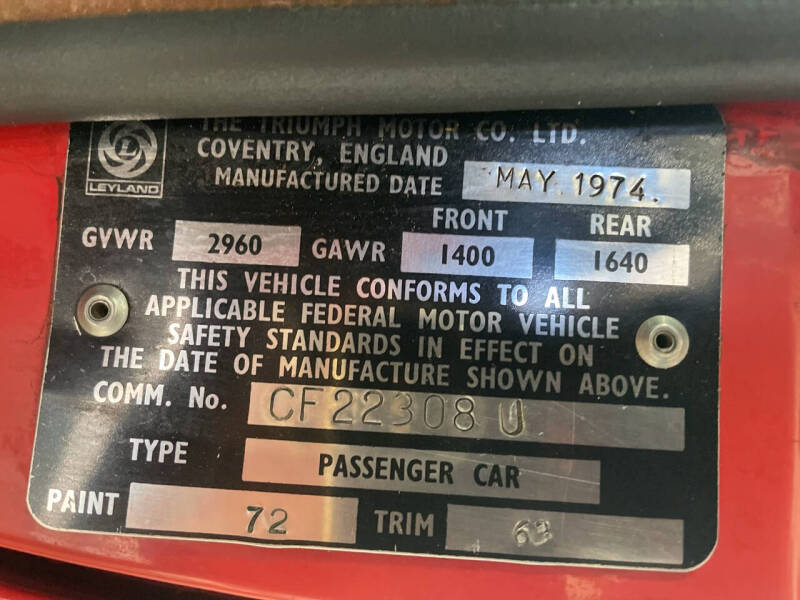 THE TRIUMPH MOTOR CO. LTD.
COVENTRY, ENGLAND
LEYLAND
MANUFACTURED DATE MAY 1974.
FRONT REAR
GVWR 2960 GAWR 1400 1640
THIS VEHICLE CONFORMS TO ALL
APPLICABLE FEDERAL MOTOR VEHICLE
SAFETY STANDARDS IN EFFECT ON
THE DATE OF MANUFACTURE SHOWN ABOVE.
COMM. No. CF22308U
TYPE PASSENGER CAR
PAINT 72 TRIM 63